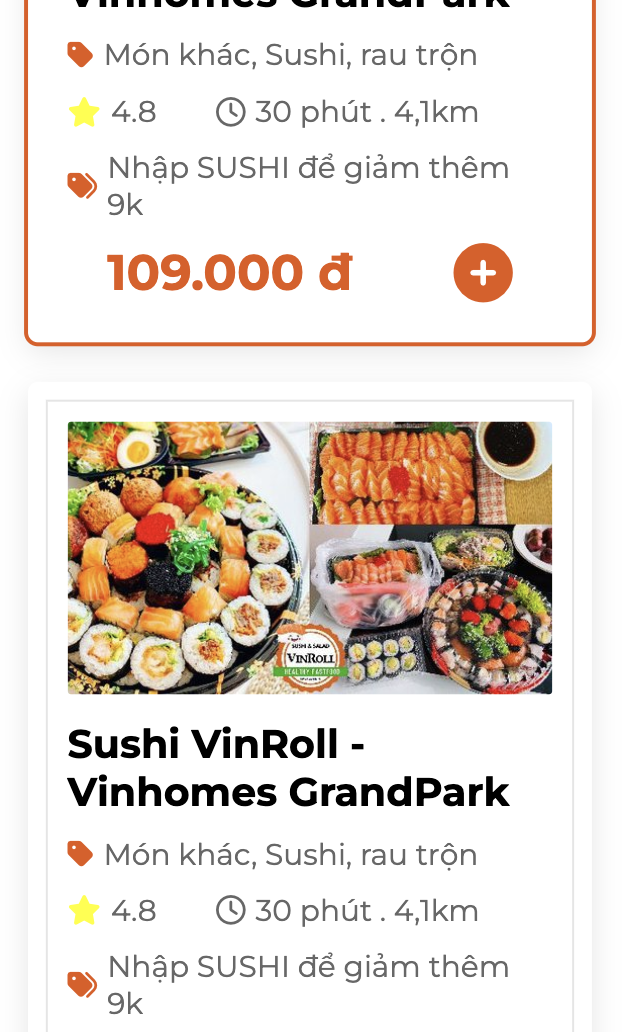 Vinhomes GrandPark
Món khác, Sushi, rau trộn
4.8
30 phút . 4,1km
Nhập SUSHI để giảm thêm
9k
109.000 đ
SUSHI & SALAD
VINROLL
HEALTHY FASTFOOD
Sushi VinRoll -
Vinhomes GrandPark
Món khác, Sushi, rau trộn
4.8
30 phút . 4,1km
Nhập SUSHI để giảm thêm
9k